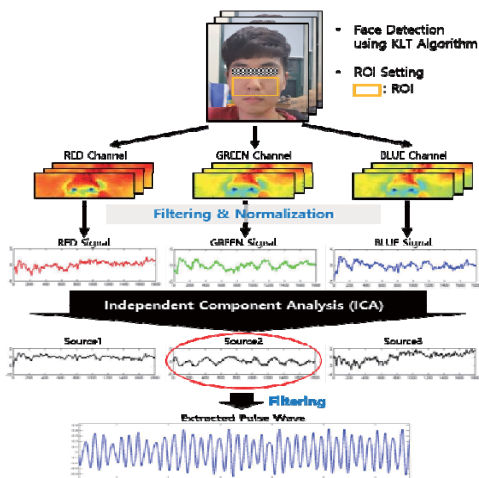 • Face Detection
using KLT Algorithm
• ROI Setting
: ROI
RED Channel
GREEN Channel
BLUE Channel
Filtering & Normalization
RED Signal
GREEN Signal
BLUE Signal
Independent Component Analysis (ICA)
Source1
Source2
Source3
Filtering
Extracted Pulse Wave